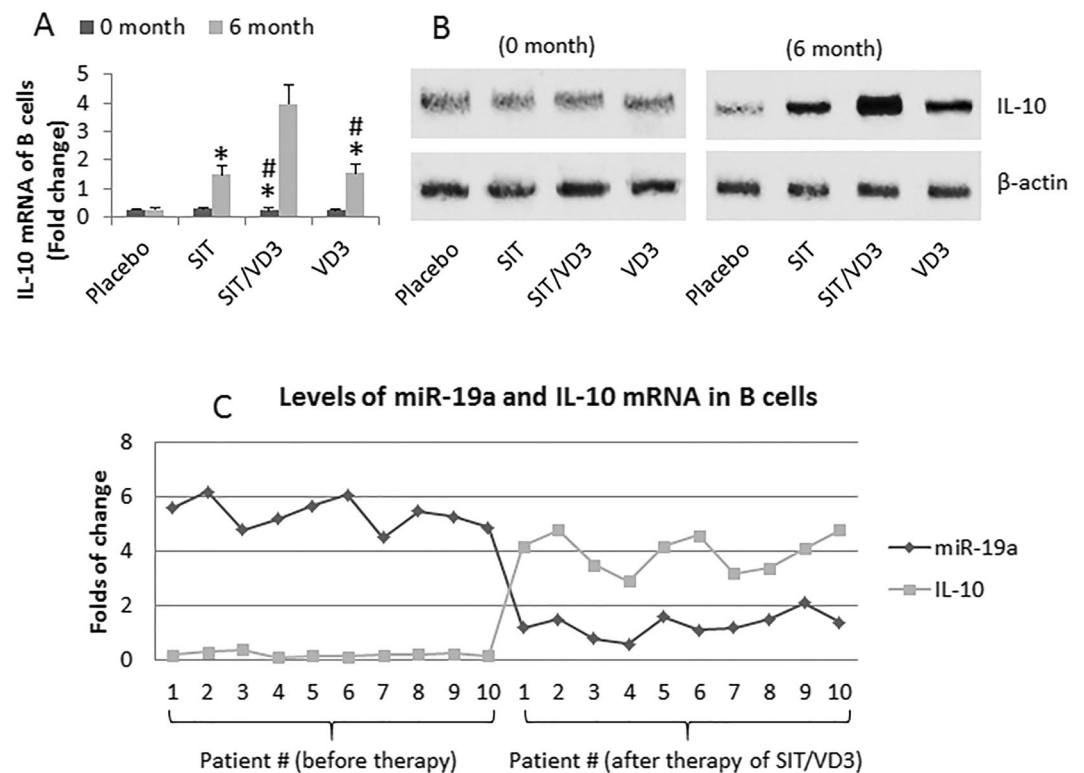 A
0 month 6 month
IL-10 mRNA of B cells
(Fold change)
5
4
3
2
1
0
*
#
*
#
*
Placebo SIT SIT/VD3 VD3
B
(0 month) (6 month)
IL-10
β-actin
Placebo SIT SIT/VD3 VD3 Placebo SIT SIT/VD3 VD3
C Levels of miR-19a and IL-10 mRNA in B cells
Folds of change
8
6
4
2
0
miR-19a
IL-10
1 2 3 4 5 6 7 8 9 10 1 2 3 4 5 6 7 8 9 10
Patient # (before therapy) Patient # (after therapy of SIT/VD3)